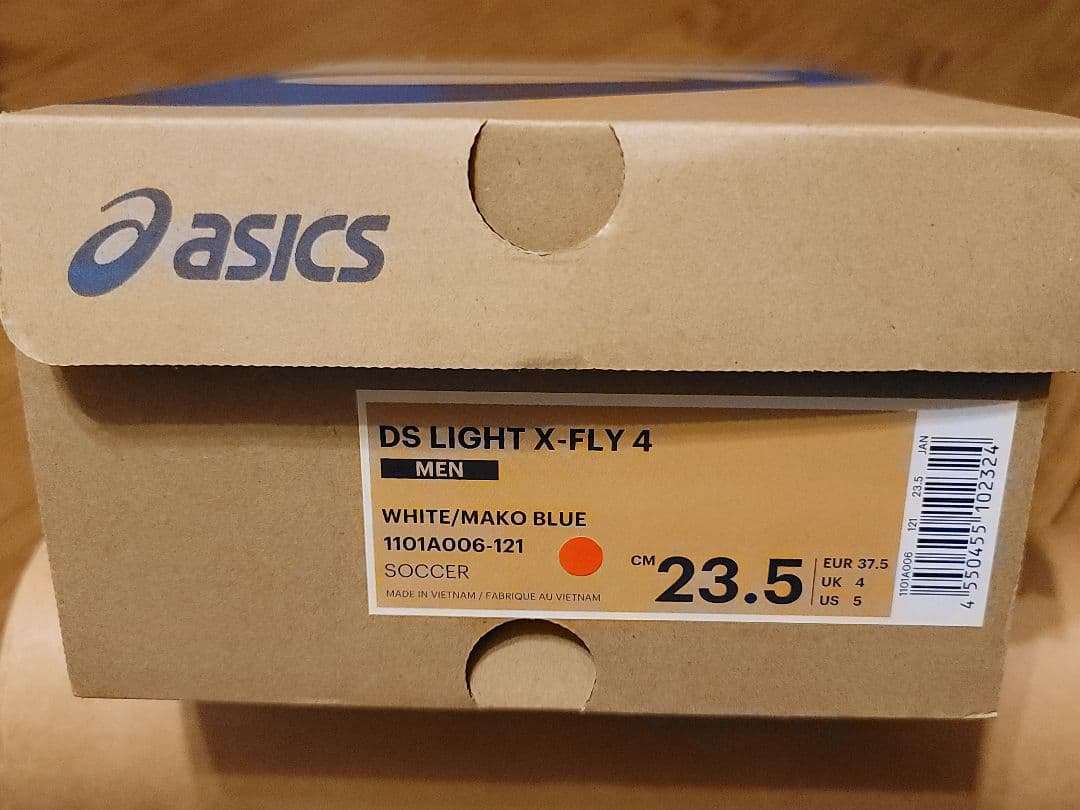 asics
DS LIGHT X-FLY 4
MEN
WHITE/MAKO BLUE
1101A006-121
SOCCER
MADE IN VIETNAM / FABRIQUE AU VIETNAM
CM 23.5
EUR 37.5
UK 4
US 5
1101A006 121 23.5 JAN
4 550455 102324